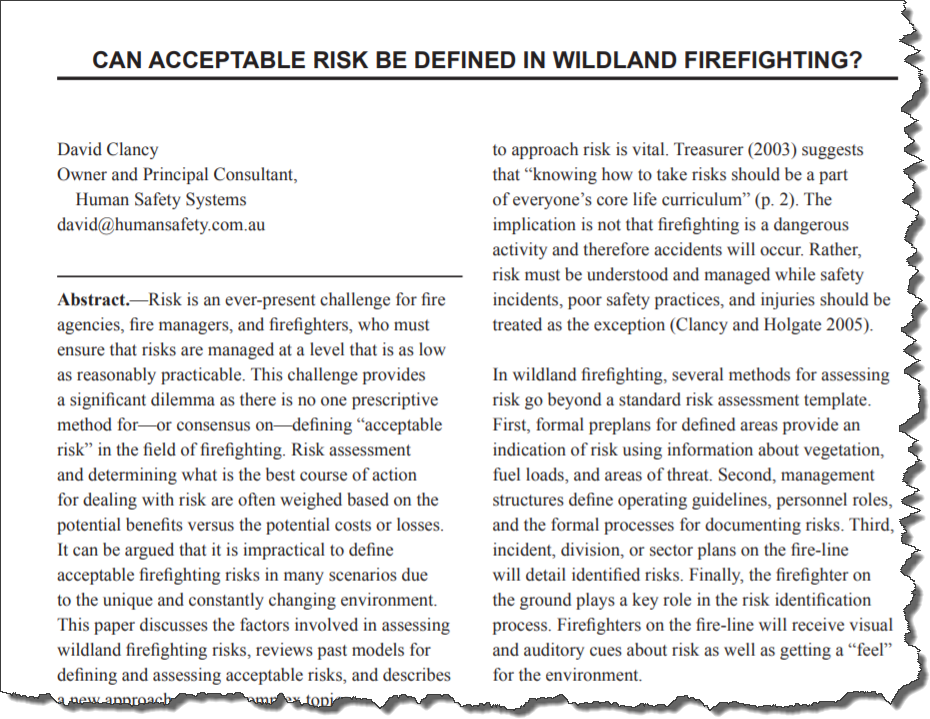 CAN ACCEPTABLE RISK BE DEFINED IN WILDLAND FIREFIGHTING?
David Clancy
Owner and Principal Consultant,
Human Safety Systems
david@humansafety.com.au
Abstract.—Risk is an ever-present challenge for fire
agencies, fire managers, and firefighters, who must
ensure that risks are managed at a level that is as low
as reasonably practicable. This challenge provides
a significant dilemma as there is no one prescriptive
method for—or consensus on—defining “acceptable
risk” in the field of firefighting. Risk assessment
and determining what is the best course of action
for dealing with risk are often weighed based on the
potential benefits versus the potential costs or losses.
It can be argued that it is impractical to define
acceptable firefighting risks in many scenarios due
to the unique and constantly changing environment.
This paper discusses the factors involved in assessing
wildland firefighting risks, reviews past models for
defining and assessing acceptable risks, and describes
a new approach
to approach risk is vital. Treasurer (2003) suggests
that “knowing how to take risks should be a part
of everyone’s core life curriculum” (p. 2). The
implication is not that firefighting is a dangerous
activity and therefore accidents will occur. Rather,
risk must be understood and managed while safety
incidents, poor safety practices, and injuries should be
treated as the exception (Clancy and Holgate 2005).
In wildland firefighting, several methods for assessing
risk go beyond a standard risk assessment template.
First, formal preplans for defined areas provide an
indication of risk using information about vegetation,
fuel loads, and areas of threat. Second, management
structures define operating guidelines, personnel roles,
and the formal processes for documenting risks. Third,
incident, division, or sector plans on the fire-line
will detail identified risks. Finally, the firefighter on
the ground plays a key role in the risk identification
process. Firefighters on the fire-line will receive visual
and auditory cues about risk as well as getting a “feel”
for the environment.